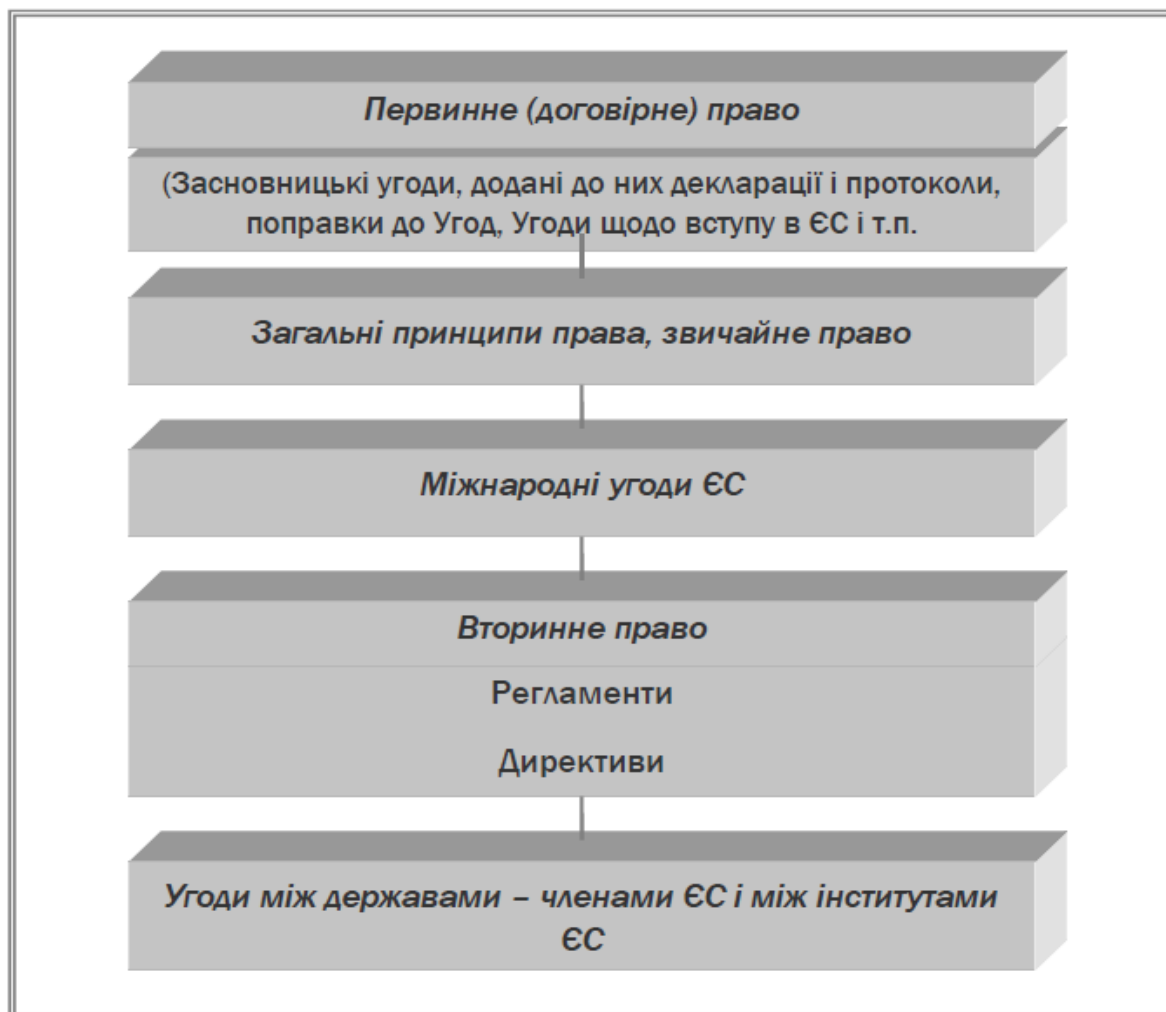 Первинне (договірне) право
(Засновницькі угоди, додані до них декларації і протоколи,
поправки до Угод, Угоди щодо вступу в ЄС і т.п.
Загальні принципи права, звичайне право
Міжнародні угоди ЄС
Вторинне право
Регламенти
Директиви
Угоди між державами – членами ЄС і між інститутами
ЄС